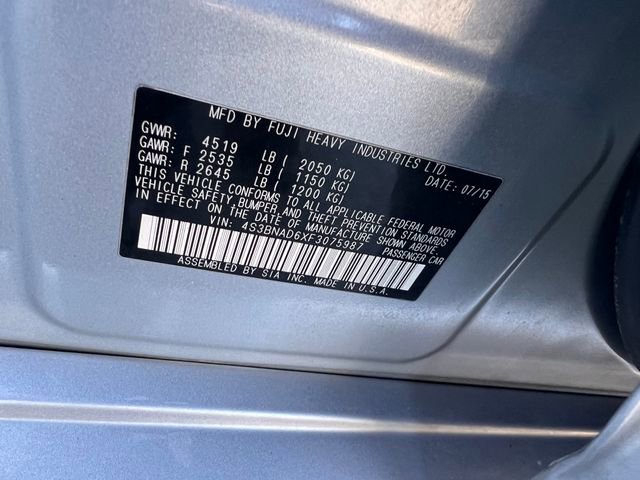 MFD BY FUJI HEAVY INDUSTRIES LTD.
GVWR: 4519 LB ( 2050 KG) DATE: 07/15
GAWR: F 2535 LB ( 1150 KG)
GAWR: R 2645 LB ( 1200 KG)
THIS VEHICLE CONFORMS TO ALL APPLICABLE FEDERAL MOTOR
VEHICLE SAFETY, BUMPER, AND THEFT PREVENTION STANDARDS
IN EFFECT ON DATE OF MANUFACTURE SHOWN ABOVE.
VIN: 4S3BNAD6XF3075987 PASSENGER CAR
ASSEMBLED BY SIA INC. MADE IN U.S.A.